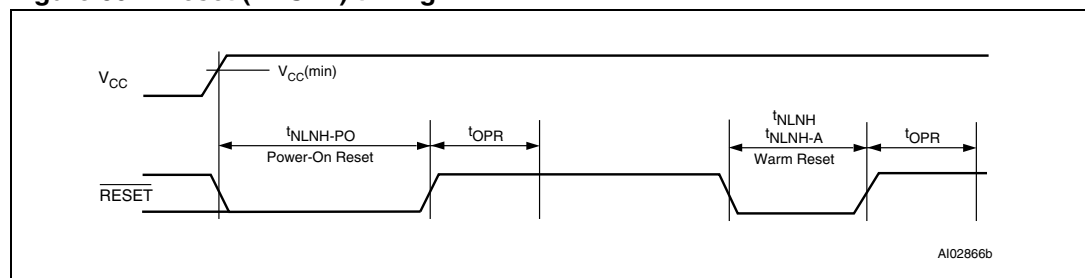 V_CC
V_CC(min)
t_NLNH-PO
Power-On Reset
t_OPR
t_NLNH
t_NLNH-A
Warm Reset
t_OPR
RESET
AI02866b